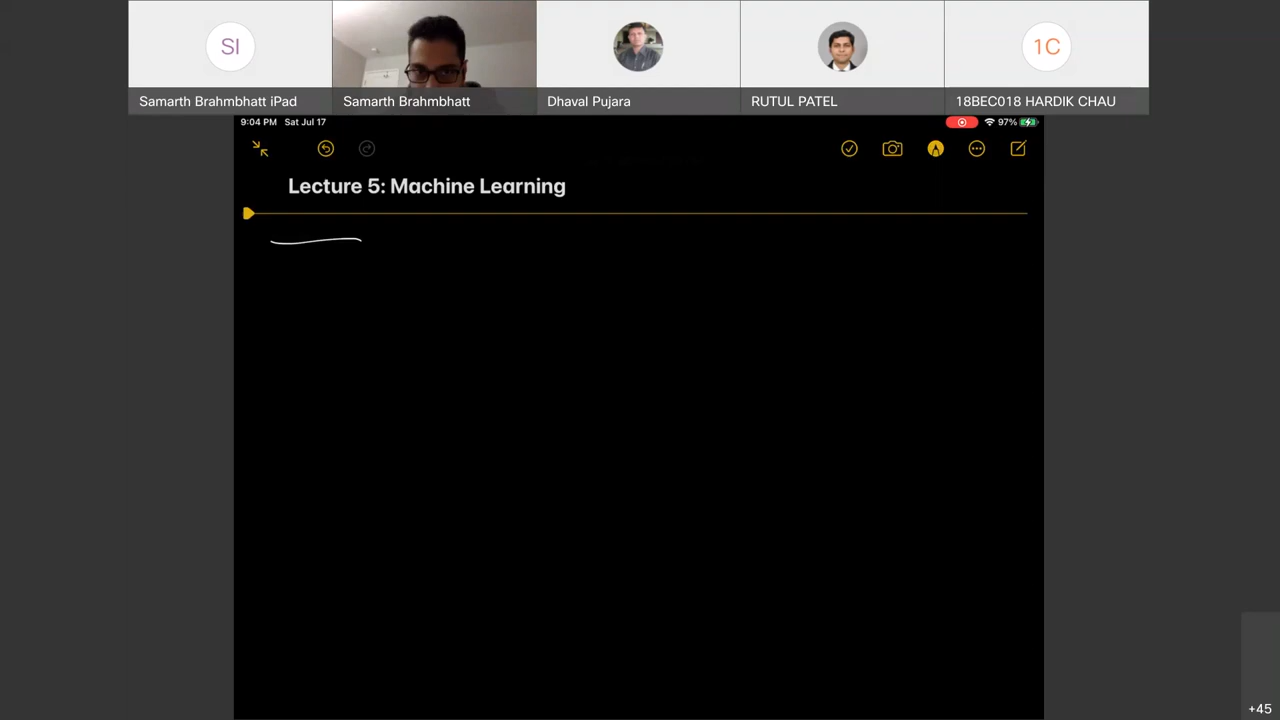 SI
Samarth Brahmbhatt iPad
Samarth Brahmbhatt
Dhaval Pujara
RUTUL PATEL
1C
18BEC018 HARDIK CHAU
9:04 PM Sat Jul 17
97%
Lecture 5: Machine Learning
+45